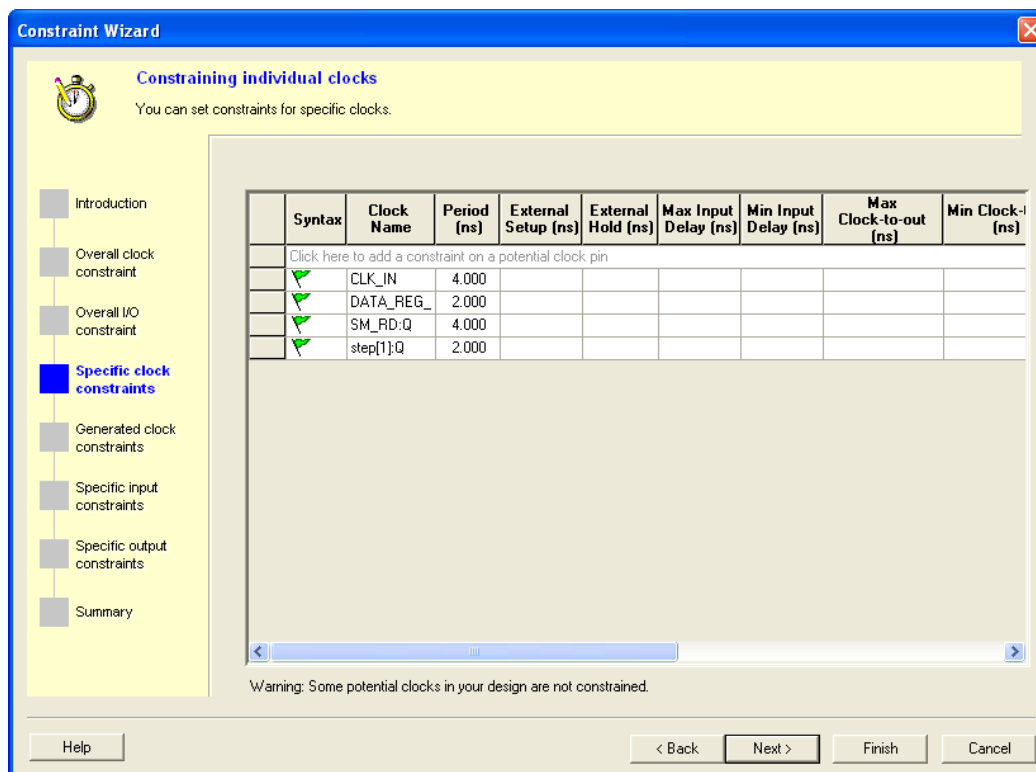 Constraint Wizard
Constraining individual clocks
You can set constraints for specific clocks.
Introduction
Overall clock
constraint
Overall I/O
constraint
Specific clock
constraints
Generated clock
constraints
Specific input
constraints
Specific output
constraints
Summary
Syntax Clock Name Period (ns) External Setup (ns) External Hold (ns) Max Input Delay (ns) Min Input Delay (ns) Max Clock-to-out (ns) Min Clock- (ns)
Click here to add a constraint on a potential clock pin
CLK_IN 4.000
DATA_REG_ 2.000
SM_RD:Q 4.000
step[1]:Q 2.000
Warning: Some potential clocks in your design are not constrained.
Help < Back Next > Finish Cancel